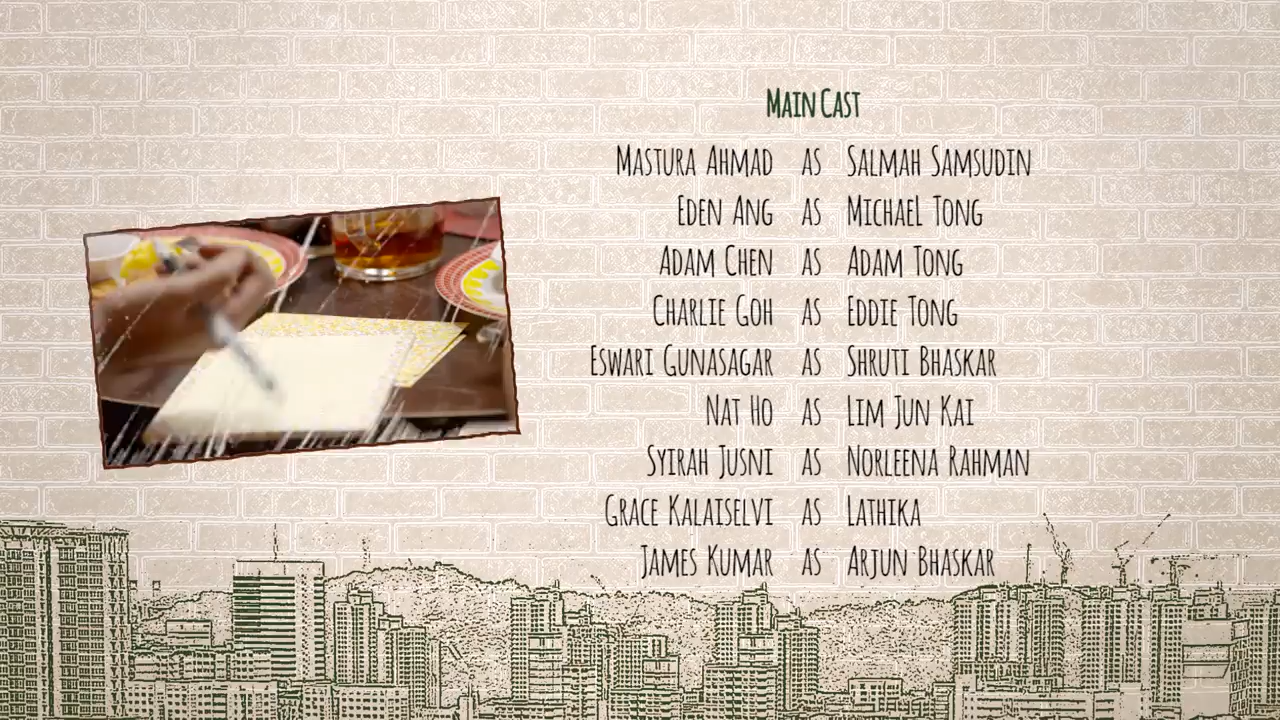 Main Cast
Mastura Ahmad as Salmah Samsudin
Eden Ang as Michael Tong
Adam Chen as Adam Tong
Charlie Goh as Eddie Tong
Eswari Gunasagar as Shruti Bhaskar
Nat Ho as Lim Jun Kai
Syirah Jusni as Norleena Rahman
Grace Kalaiselvi as Lathika
James Kumar as Arjun Bhaskar